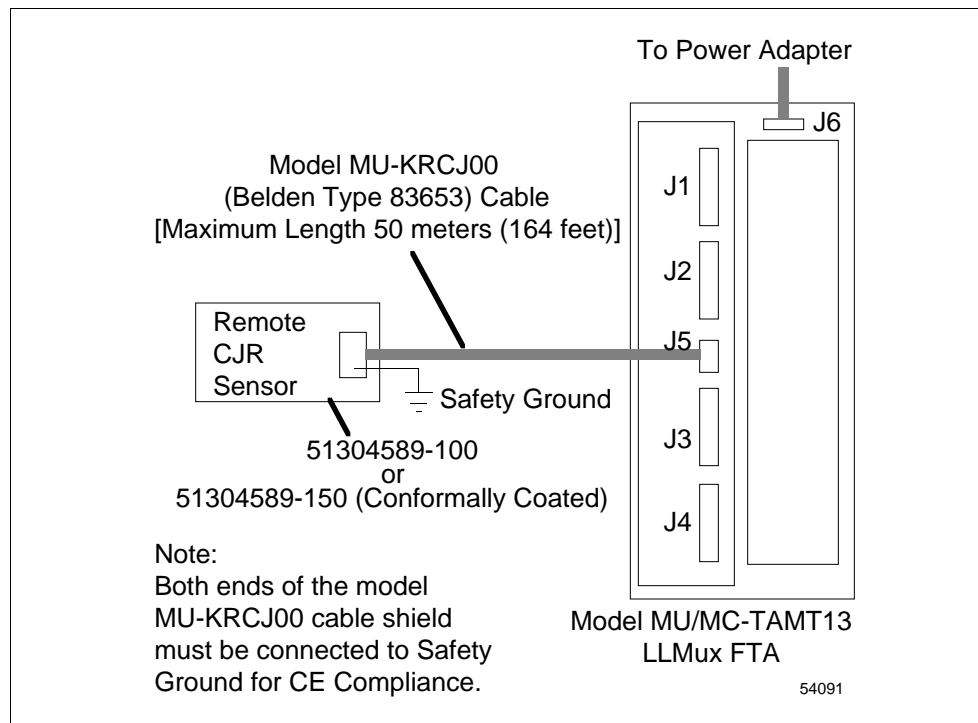 To Power Adapter
J6
Model MU-KRCJ00
(Belden Type 83653) Cable
[Maximum Length 50 meters (164 feet)]
J1
J2
J5
Remote
CJR
Sensor
Safety Ground
J3
51304589-100
or
51304589-150 (Conformally Coated)
J4
Note:
Both ends of the model
MU-KRCJ00 cable shield
must be connected to Safety
Ground for CE Compliance.
Model MU/MC-TAMT13
LLMux FTA
54091